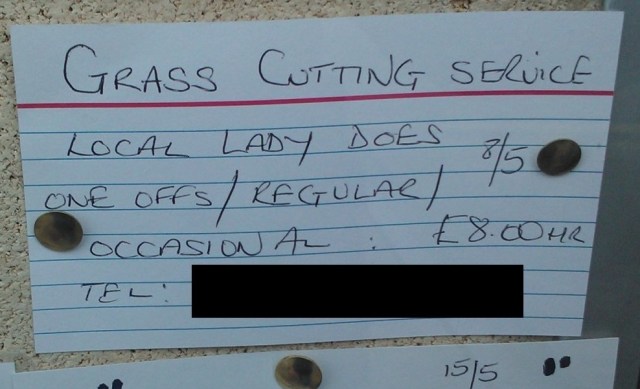 GRASS CUTTING SERVICE
LOCAL LADY DOES 8/5
ONE OFFS / REGULAR /
OCCASIONAL : £8.00HR
TEL:
15/5